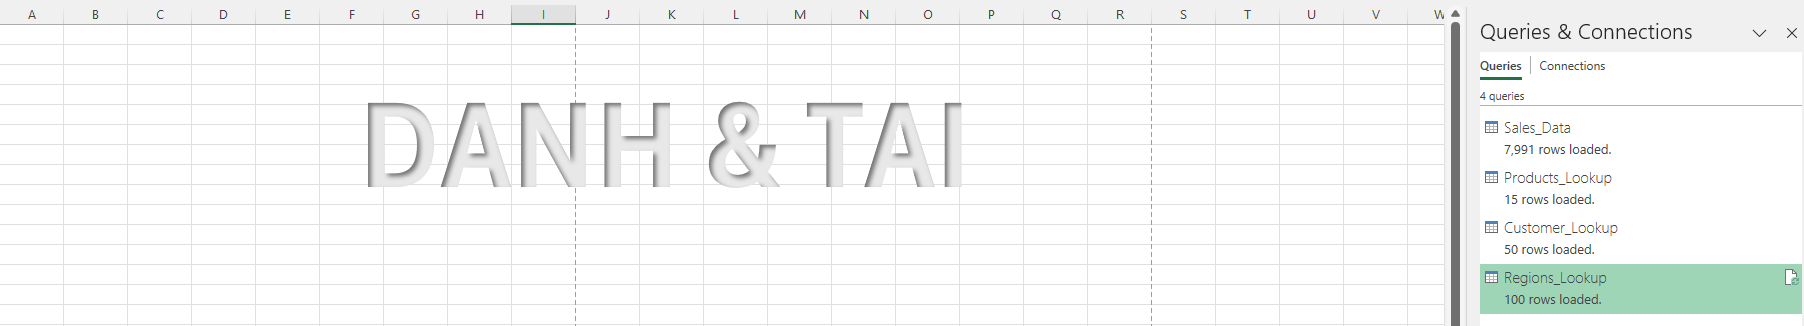 A B C D E F G H I J K L M N O P Q R S T U V W
DANH & TAI
Queries & Connections
Queries Connections
4 queries
Sales_Data
7,991 rows loaded.
Products_Lookup
15 rows loaded.
Customer_Lookup
50 rows loaded.
Regions_Lookup
100 rows loaded.